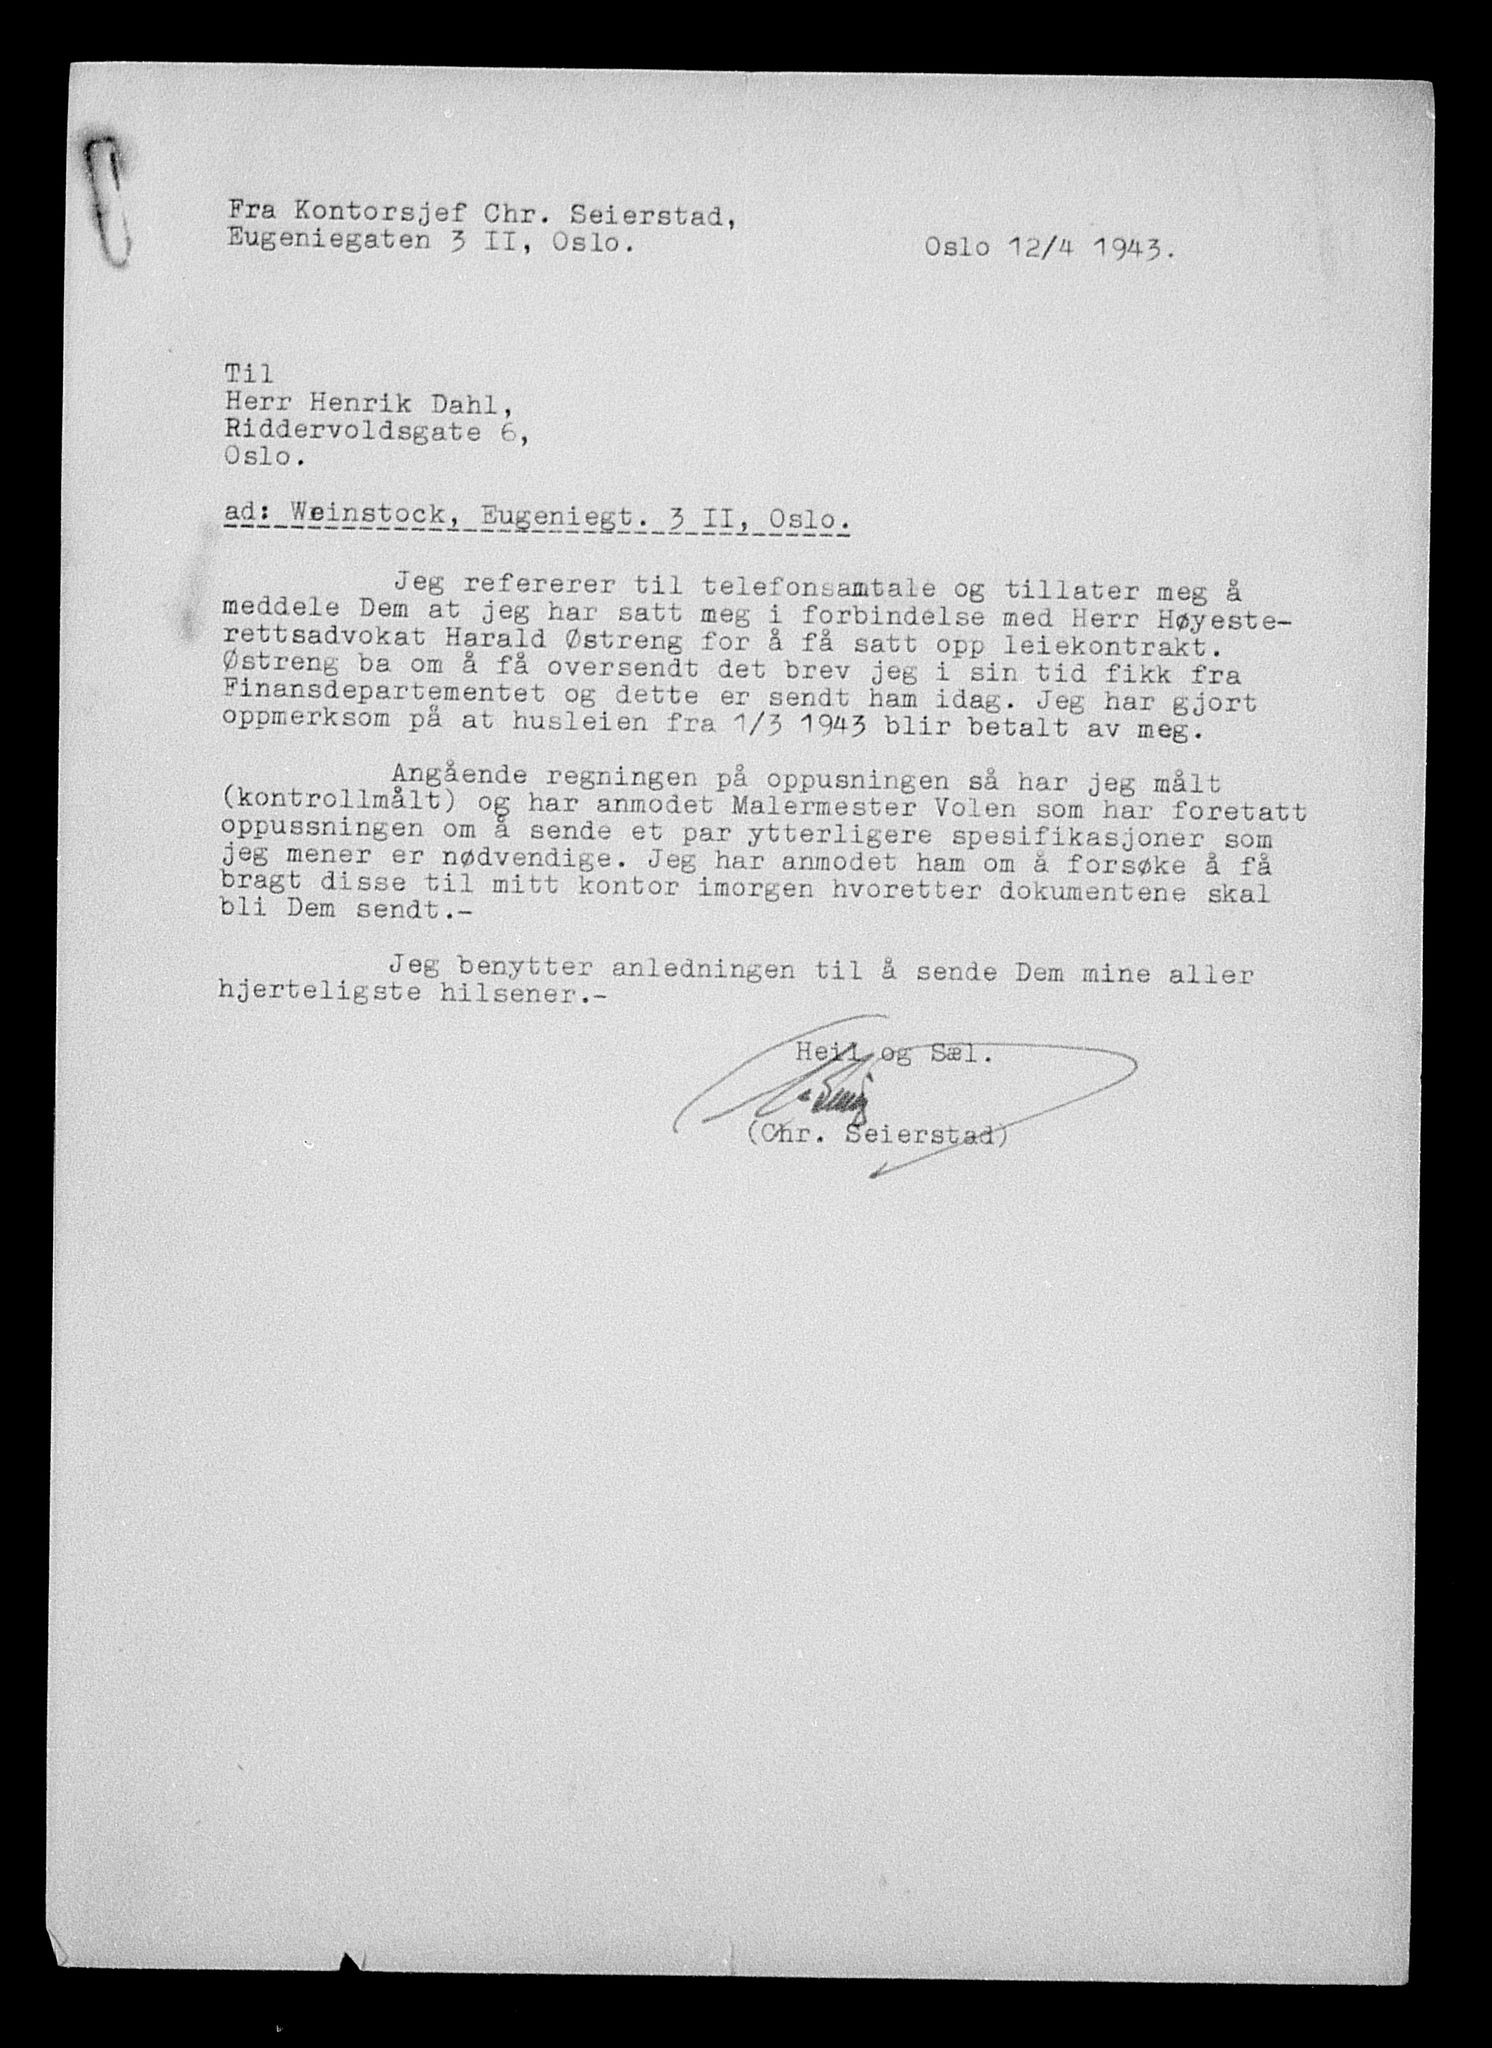 Fra Kontorsjef Chr. Seierstad,
Eugeniegaten 3 II, Oslo.
Oslo 12/4 1943.
Til
Herr Henrik Dahl,
Riddervoldsgate 6,
Oslo.
ad: Weinstock, Eugeniegt. 3 II, Oslo.
Jeg refererer til telefonsamtale og tillater meg å
meddele Dem at jeg har satt meg i forbindelse med Herr Høyeste-
rettsadvokat Harald Østreng for å få satt opp leiekontrakt.
Østreng ba om å få oversendt det brev jeg i sin tid fikk fra
Finansdepartementet og dette er sendt ham idag. Jeg har gjort
oppmerksom på at husleien fra 1/3 1943 blir betalt av meg.
Angående regningen på oppusningen så har jeg målt
(kontrollmålt) og har anmodet Malermester Volen som har foretatt
oppussningen om å sende et par ytterligere spesifikasjoner som
jeg mener er nødvendige. Jeg har anmodet ham om å forsøke å få
bragt disse til mitt kontor imorgen hvoretter dokumentene skal
bli Dem sendt.-
Jeg benytter anledningen til å sende Dem mine aller
hjerteligste hilsener.-
Heil og Sæl.
(Chr. Seierstad)